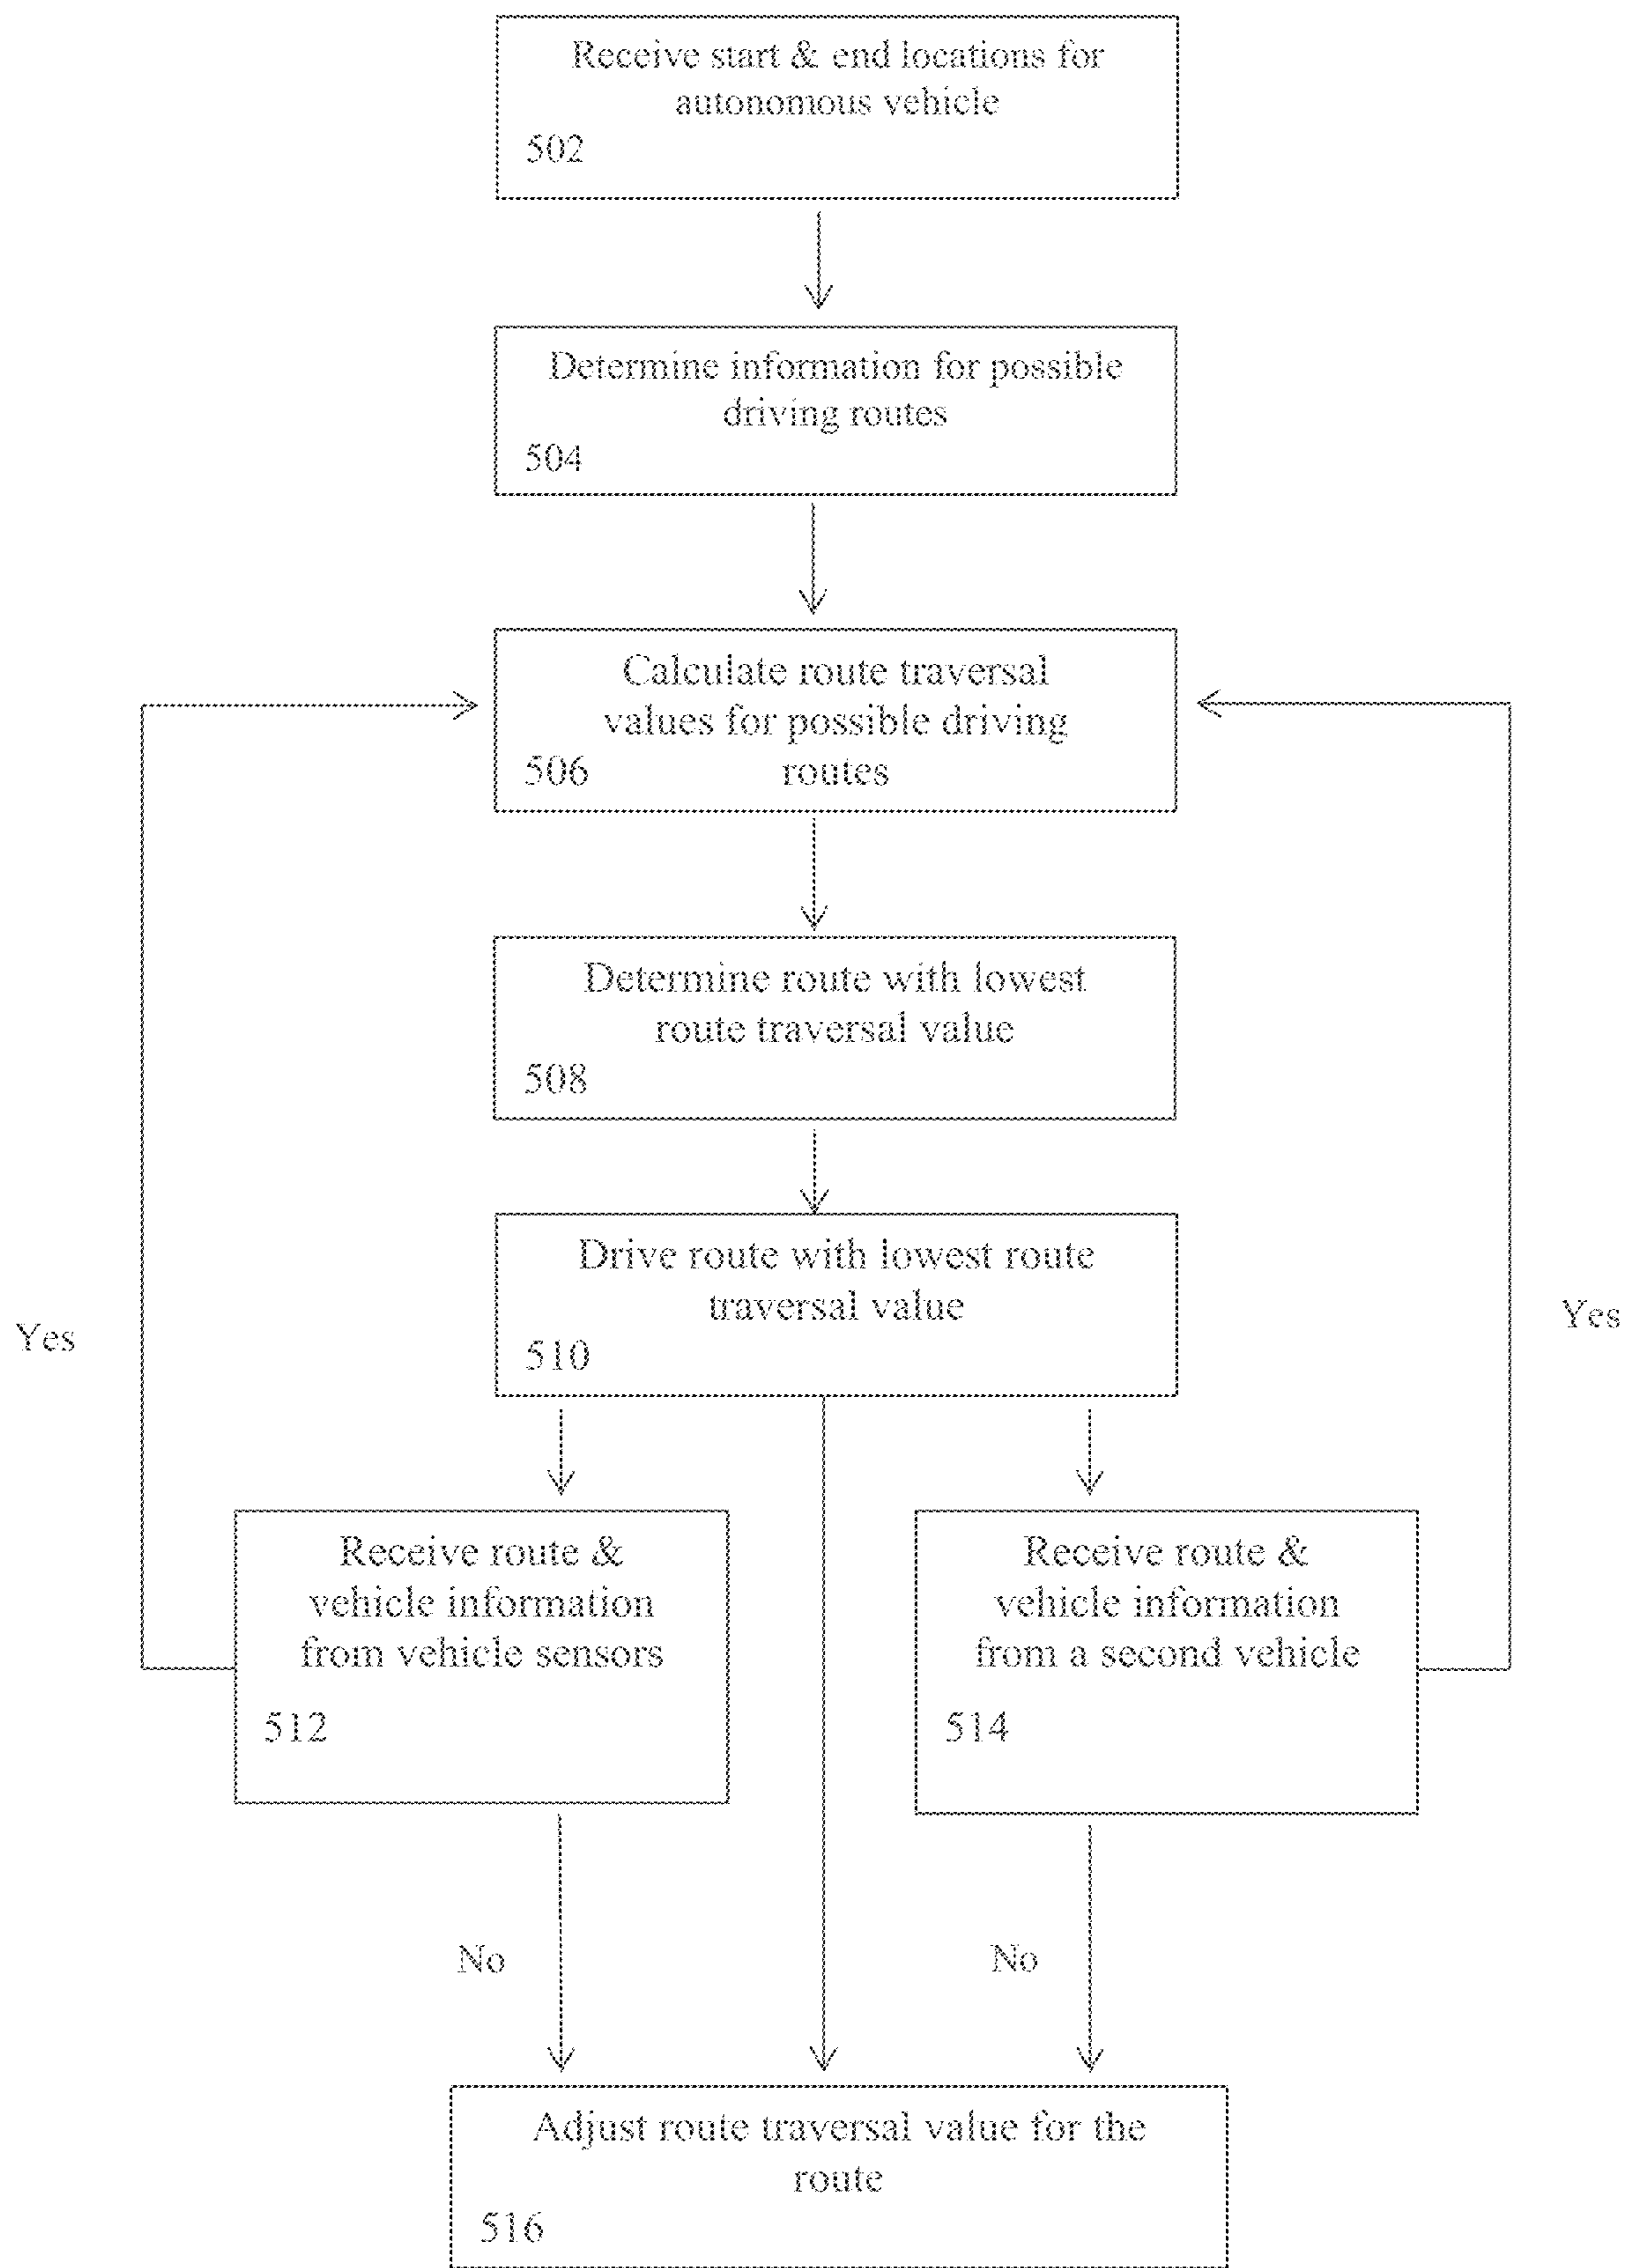 Receive start & end locations for
autonomous vehicle
502
Determine information for possible
driving routes
504
Calculate route traversal
values for possible driving
506 routes
Determine route with lowest
route traversal value
508
Drive route with lowest route
traversal value
510
Yes
Yes
Receive route &
vehicle information
from vehicle sensors
512
Receive route &
vehicle information
from a second vehicle
514
No
No
Adjust route traversal value for the
route
516